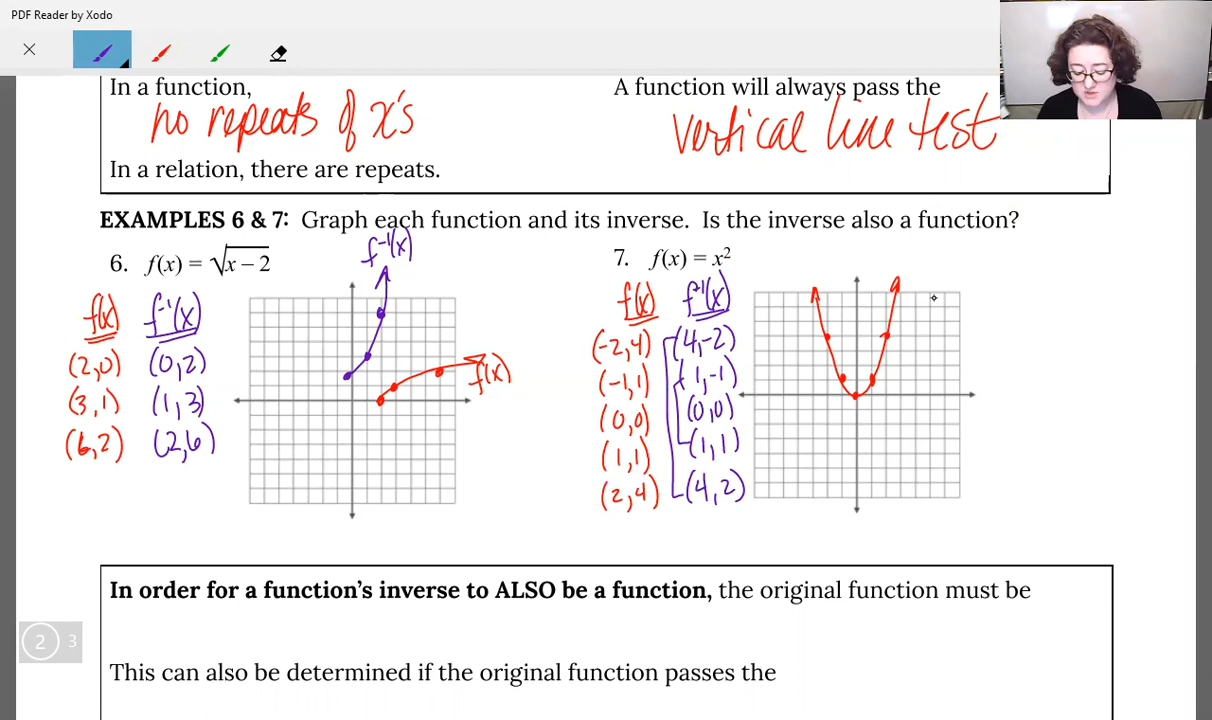 PDF Reader by Xodo
In a function,
no repeats of x's
In a relation, there are repeats.
A function will always pass the
vertical line test
EXAMPLES 6 & 7: Graph each function and its inverse. Is the inverse also a function?
6. f(x) = √x – 2
f(x) f⁻¹(x)
(2,0) (0,2)
(3,1) (1,3)
(6,2) (2,6)
f⁻¹(x)
f(x)
7. f(x) = x²
f(x) f⁻¹(x)
(-2,4) (4,-2)
(-1,1) (1,-1)
(0,0) (0,0)
(1,1) (1,1)
(2,4) (4,2)
In order for a function's inverse to ALSO be a function, the original function must be
This can also be determined if the original function passes the
2 3